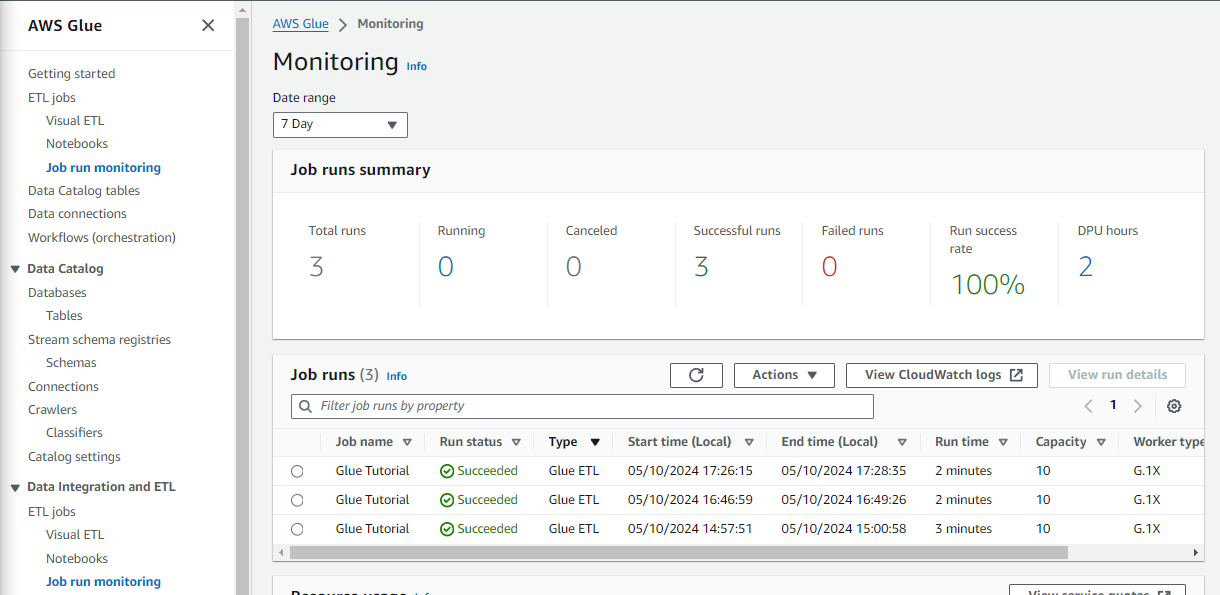 AWS Glue
Getting started
ETL jobs
Visual ETL
Notebooks
Job run monitoring
Data Catalog tables
Data connections
Workflows (orchestration)
Data Catalog
Databases
Tables
Stream schema registries
Schemas
Connections
Crawlers
Classifiers
Catalog settings
Data Integration and ETL
ETL jobs
Visual ETL
Notebooks
Job run monitoring
AWS Glue > Monitoring
Monitoring Info
Date range
7 Day
Job runs summary
Total runs
3
Running
0
Canceled
0
Successful runs
3
Failed runs
0
Run success
rate
100%
DPU hours
2
Job runs (3) Info
Actions
View CloudWatch logs
View run details
Filter job runs by property
1
Job name Run status Type Start time (Local) End time (Local) Run time Capacity Worker type
Glue Tutorial Succeeded Glue ETL 05/10/2024 17:26:15 05/10/2024 17:28:35 2 minutes 10 G.1X
Glue Tutorial Succeeded Glue ETL 05/10/2024 16:46:59 05/10/2024 16:49:26 2 minutes 10 G.1X
Glue Tutorial Succeeded Glue ETL 05/10/2024 14:57:51 05/10/2024 15:00:58 3 minutes 10 G.1X
Resource usage Info
View service quotas